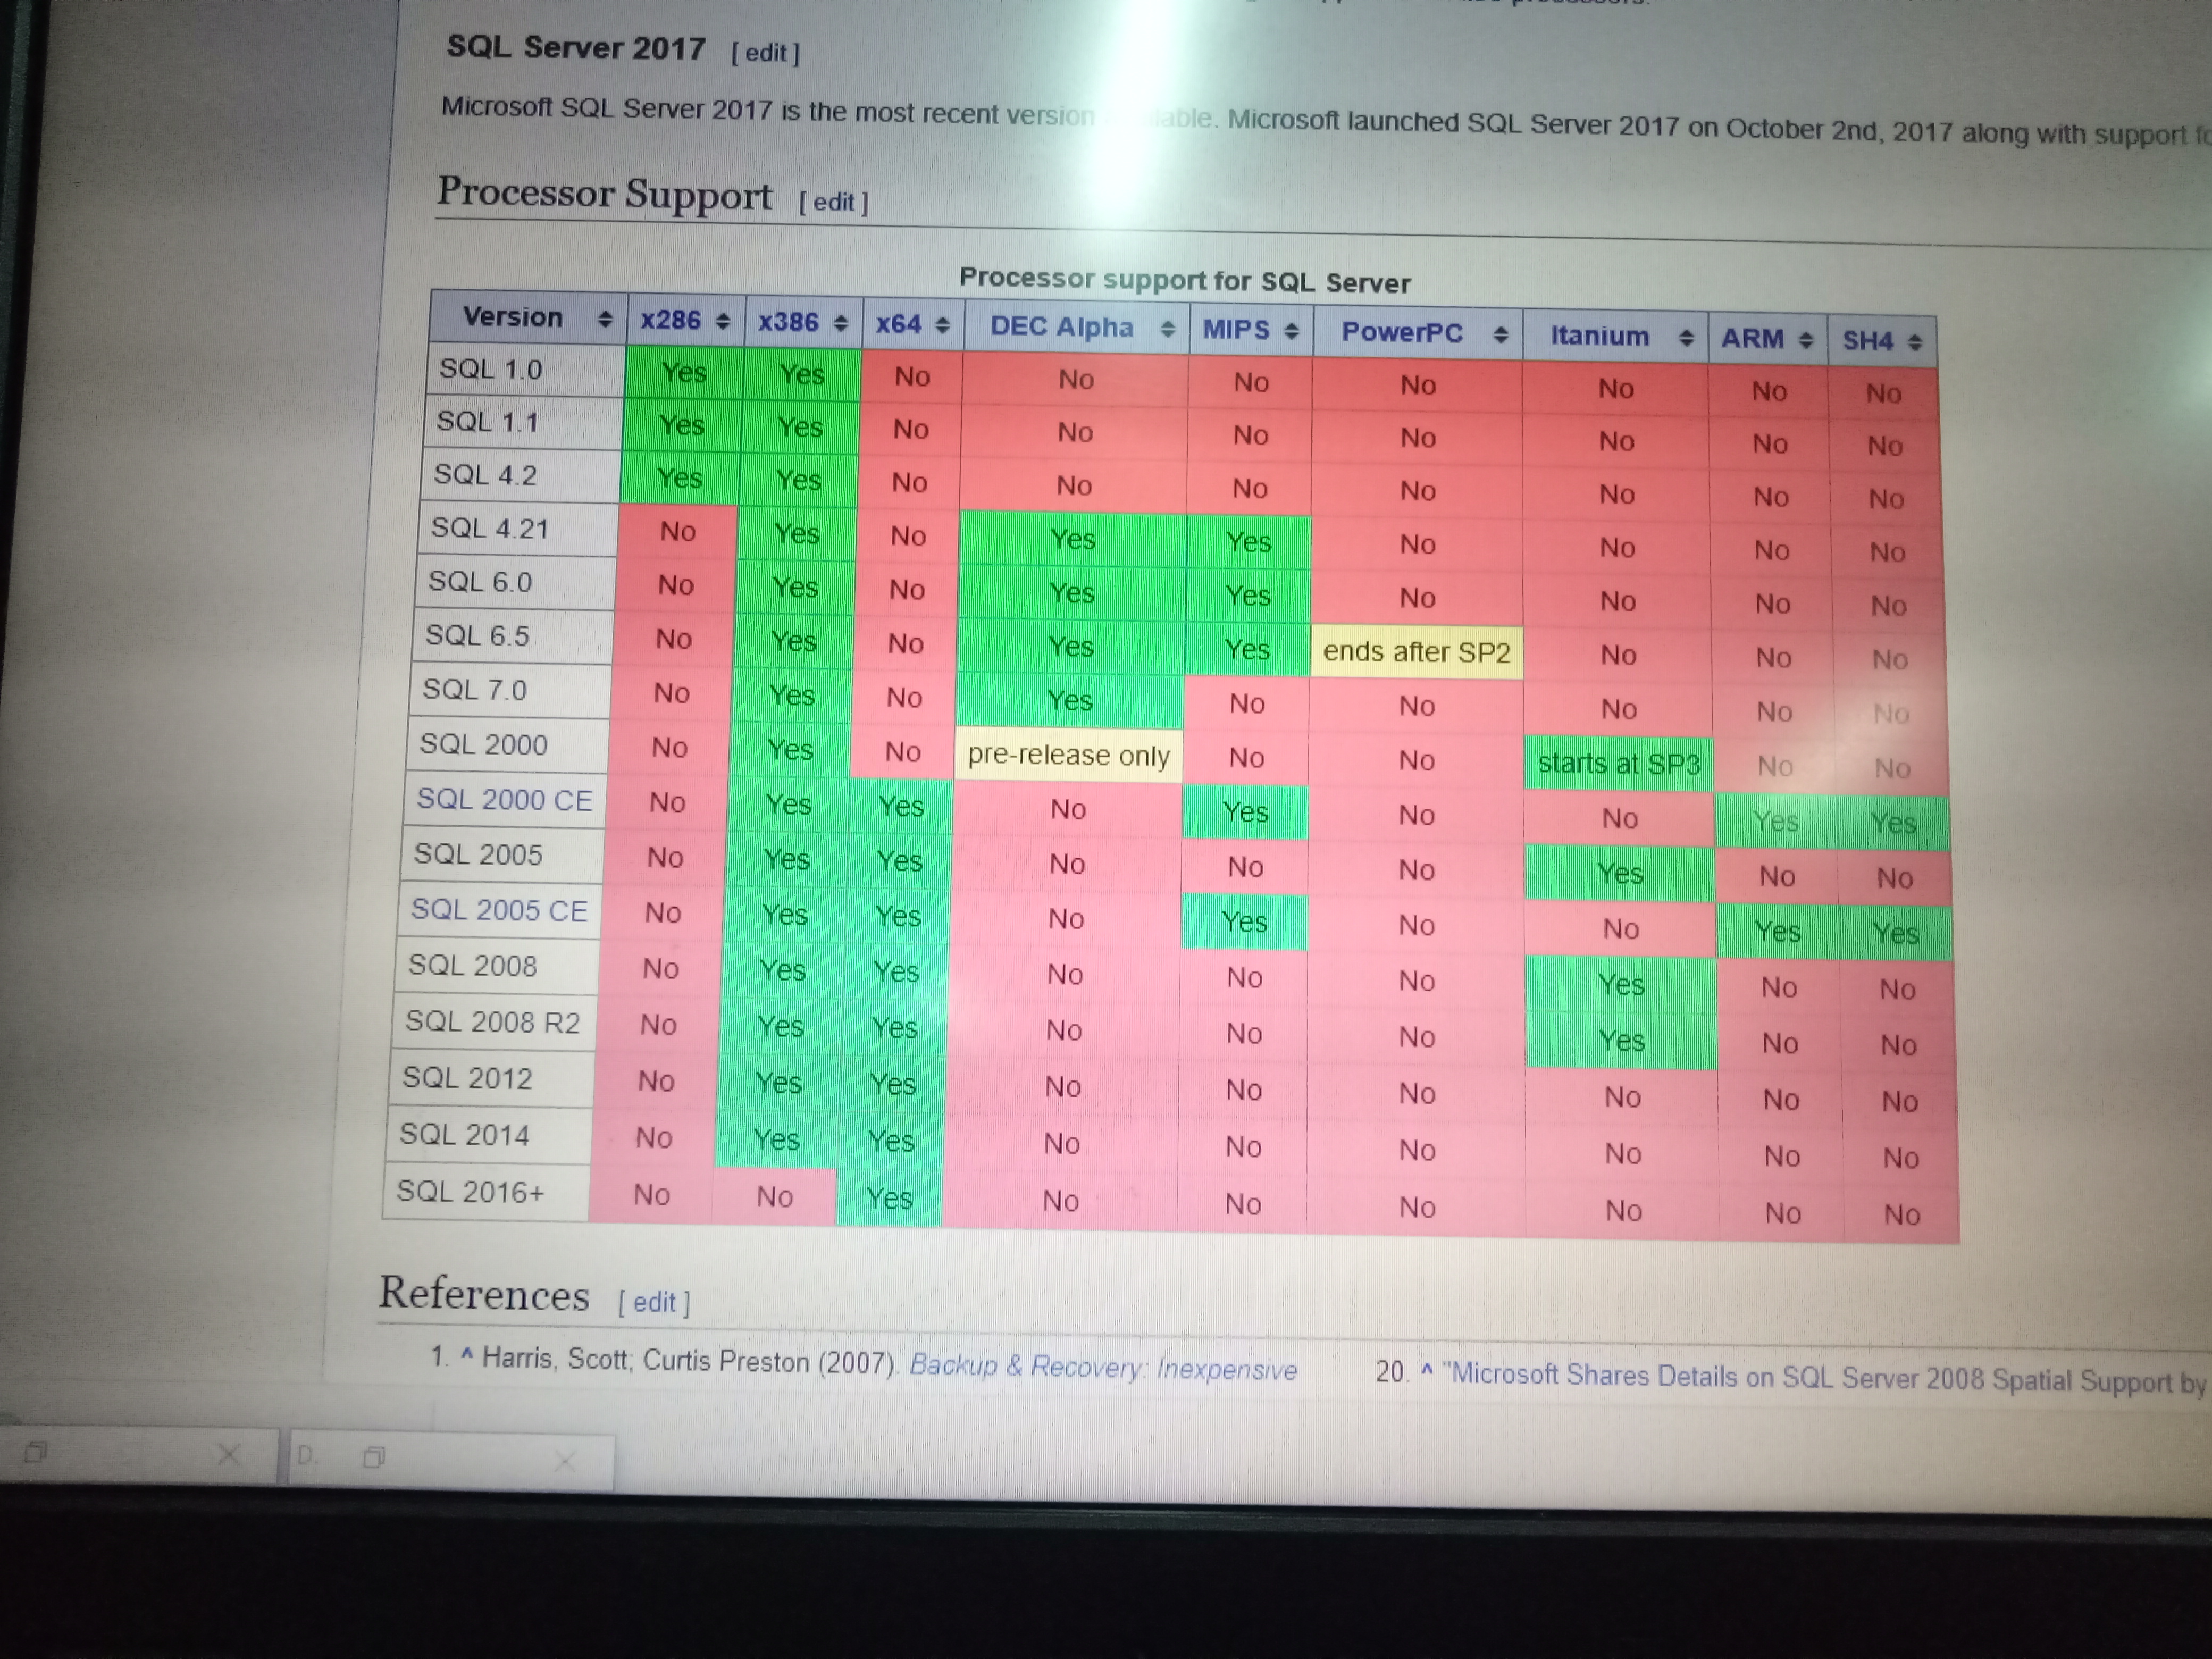 SQL Server 2017 [ edit ]
Microsoft SQL Server 2017 is the most recent version Microsoft launched SQL Server 2017 on October 2nd, 2017 along with support
Processor Support [ edit ]
Processor support for SQL Server
Version x286 x386 x64 DEC Alpha MIPS PowerPC Itanium ARM SH4
SQL 1.0 Yes Yes No No No No No No No
SQL 1.1 Yes Yes No No No No No No No
SQL 4.2 Yes Yes No No No No No No No
SQL 4.21 No Yes No Yes Yes No No No No
SQL 6.0 No Yes No Yes Yes No No No No
SQL 6.5 No Yes No Yes Yes ends after SP2 No No No
SQL 7.0 No Yes No Yes No No No No No
SQL 2000 No Yes No pre-release only No No starts at SP3 No No
SQL 2000 CE No Yes Yes No Yes No No Yes Yes
SQL 2005 No Yes Yes No No No Yes No No
SQL 2005 CE No Yes Yes No Yes No No Yes Yes
SQL 2008 No Yes Yes No No No Yes No No
SQL 2008 R2 No Yes Yes No No No Yes No No
SQL 2012 No Yes Yes No No No No No No
SQL 2014 No Yes Yes No No No No No No
SQL 2016+ No No Yes No No No No No No
References [ edit ]
1. ^ Harris, Scott; Curtis Preston (2007). Backup & Recovery: Inexpensive
20. ^ "Microsoft Shares Details on SQL Server 2008 Spatial Support by
D.